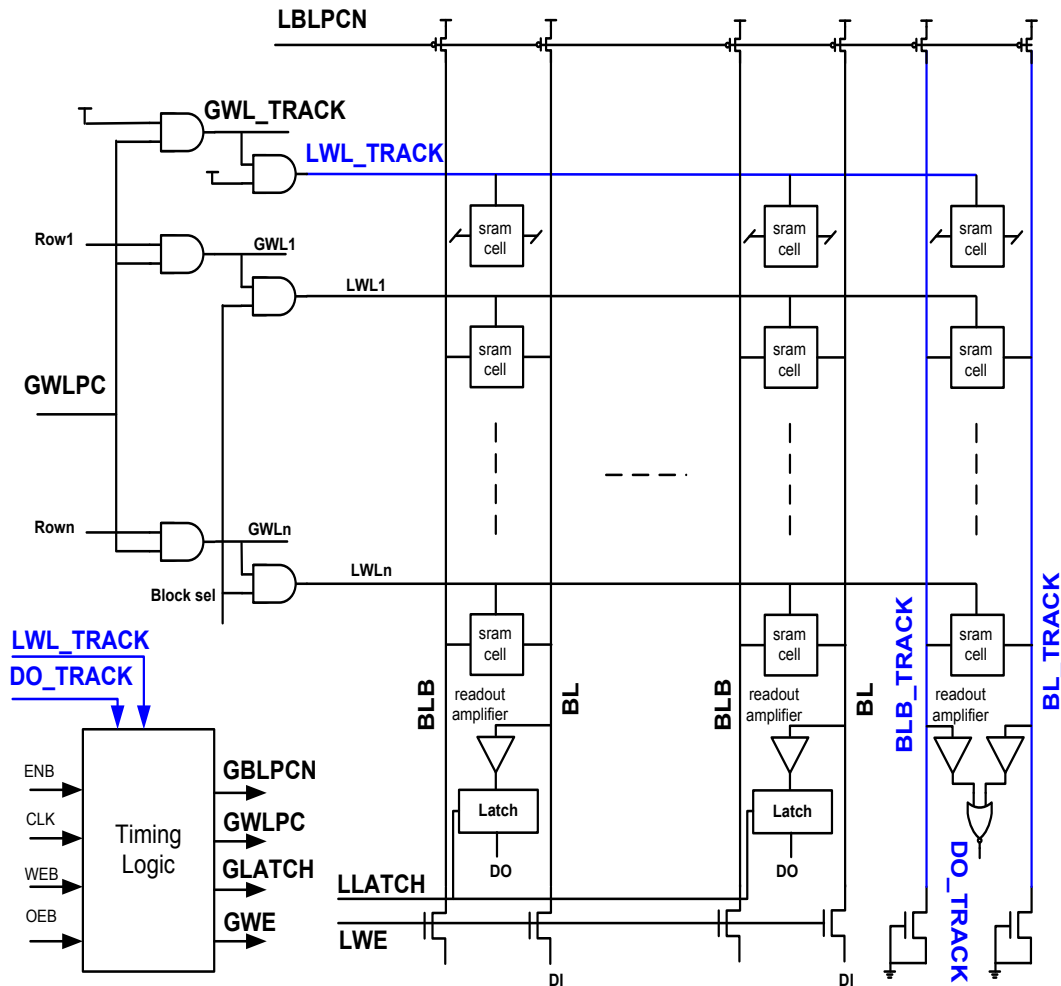 LBLPCN
GWL_TRACK
LWL_TRACK
sram cell
sram cell
sram cell
Row1
GWL1
LWL1
sram cell
sram cell
sram cell
GWLPC
Rown
GWLn
LWLn
Block sel
sram cell
sram cell
sram cell
LWL_TRACK
DO_TRACK
BLB
readout amplifier
BL
BLB
readout amplifier
BL
BLB_TRACK
readout amplifier
BL_TRACK
ENB
CLK
WEB
OEB
Timing Logic
GBLPCN
GWLPC
GLATCH
GWE
Latch
DO
Latch
DO
DO_TRACK
LLATCH
LWE
DI
DI